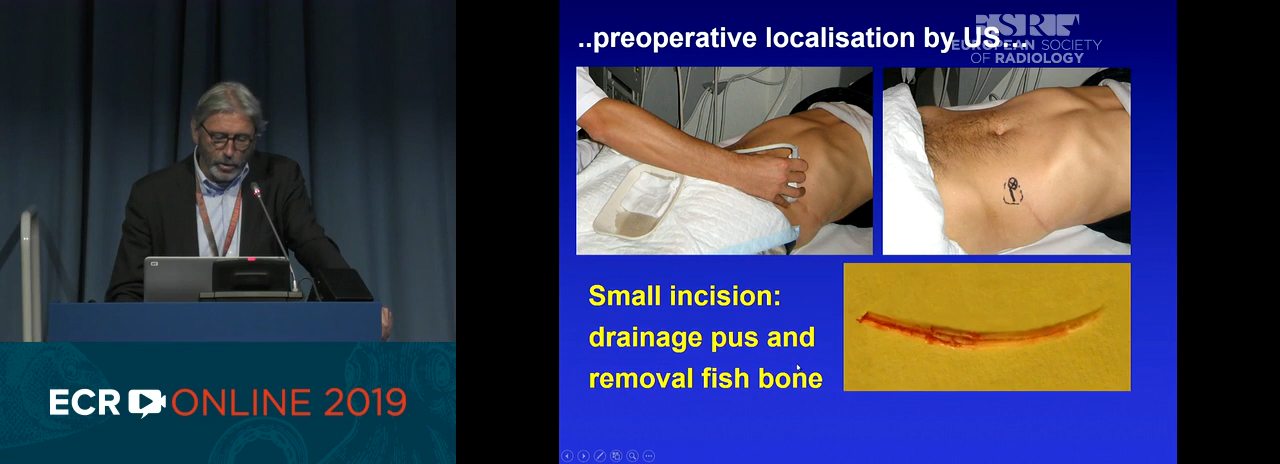 ..preoperative localisation by US...
ESR
EUROPEAN SOCIETY
OF RADIOLOGY
Small incision:
drainage pus and
removal fish bone
ECR ONLINE 2019